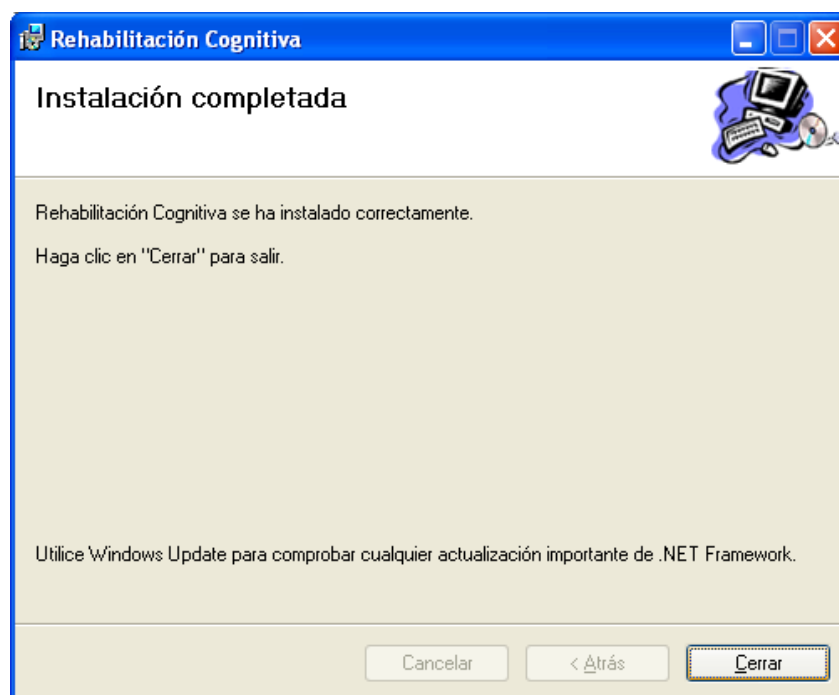 Rehabilitación Cognitiva
Instalación completada
Rehabilitación Cognitiva se ha instalado correctamente.
Haga clic en "Cerrar" para salir.
Utilice Windows Update para comprobar cualquier actualización importante de .NET Framework.
Cancelar
< Atrás
Cerrar